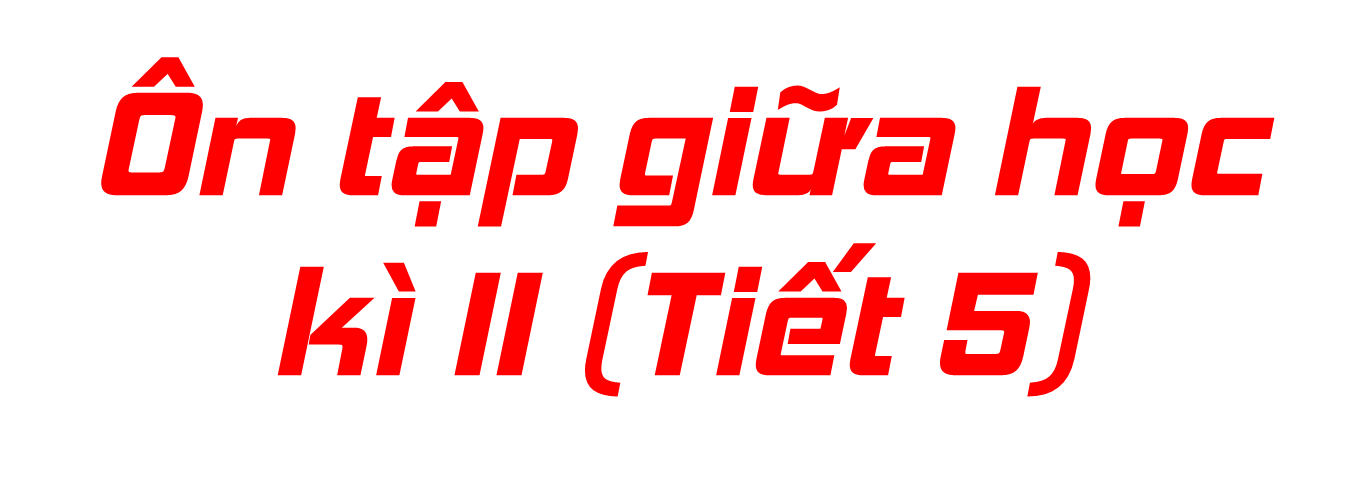 Ôn tập giữa học
kì II (Tiết 5)